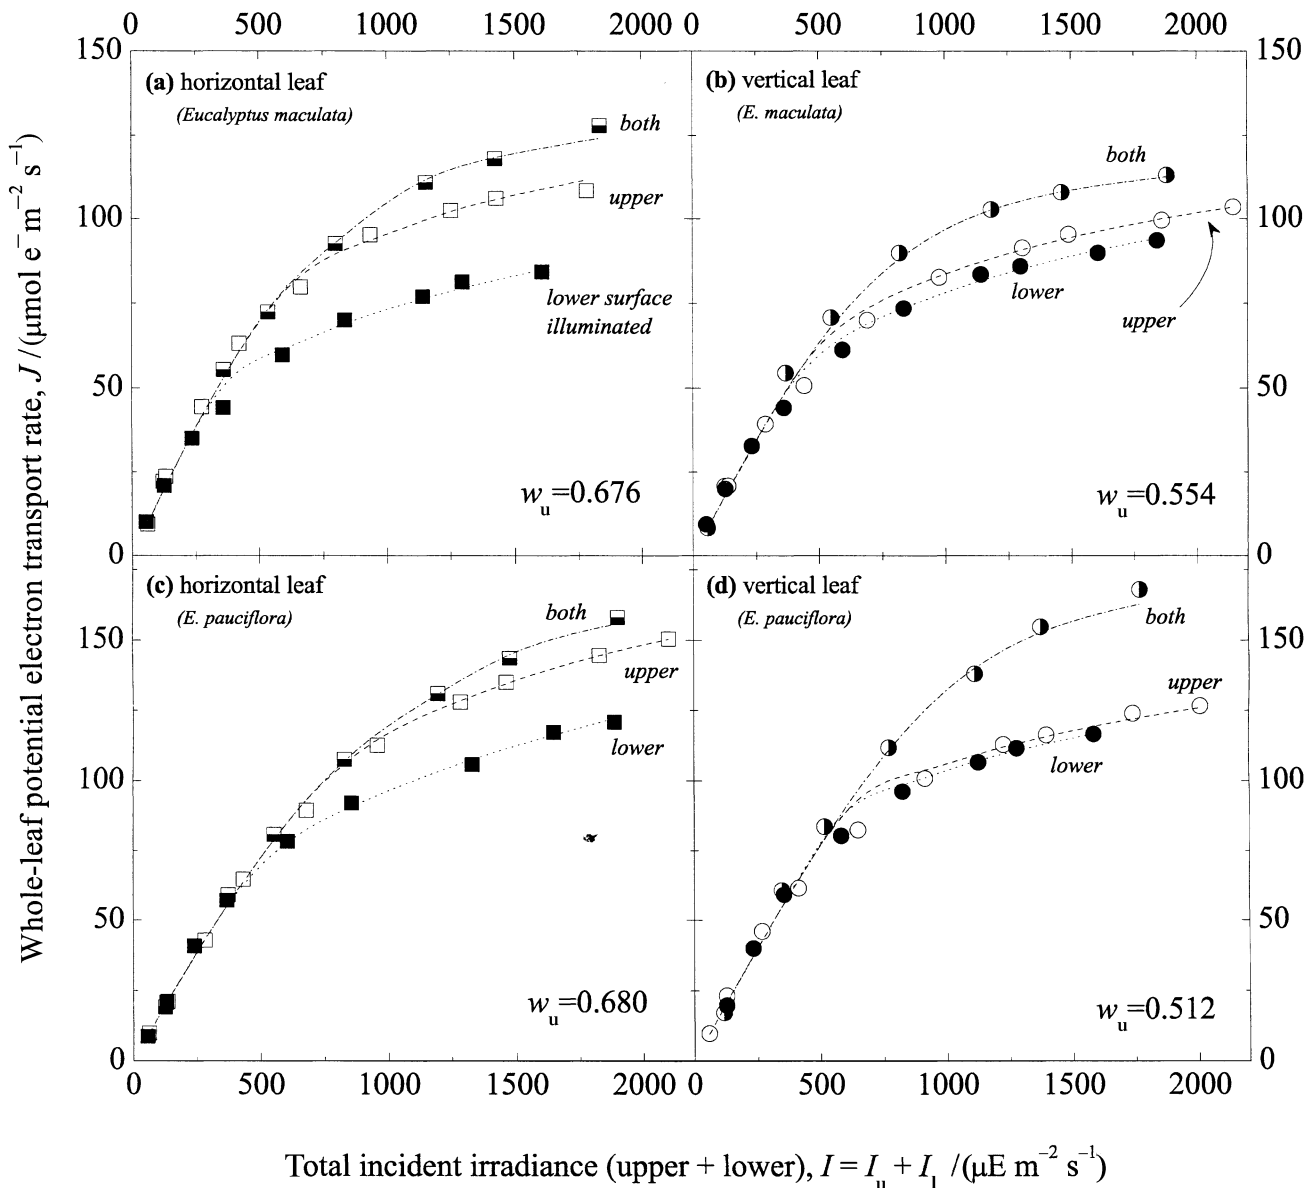 0 500 1000 1500 2000 0 500 1000 1500 2000
150 150
(a) horizontal leaf
(Eucalyptus maculata)
both
upper
lower surface
illuminated
w_u=0.676
(b) vertical leaf
(E. maculata)
both
lower
upper
w_u=0.554
100 100
50 50
0 0
(c) horizontal leaf
(E. pauciflora)
both
upper
lower
w_u=0.680
(d) vertical leaf
(E. pauciflora)
both
upper
lower
w_u=0.512
150 150
100 100
50 50
0 0
0 500 1000 1500 2000 0 500 1000 1500 2000
Whole-leaf potential electron transport rate, J /(μmol e⁻ m⁻² s⁻¹)
Total incident irradiance (upper + lower), I = I_u + I_l /(μE m⁻² s⁻¹)